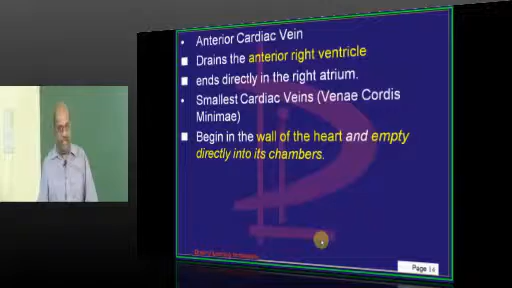 Anterior Cardiac Vein
Drains the anterior right ventricle
ends directly in the right atrium.
Smallest Cardiac Veins (Venae Cordis
Minimae)
Begin in the wall of the heart and empty
directly into its chambers.
Page 14